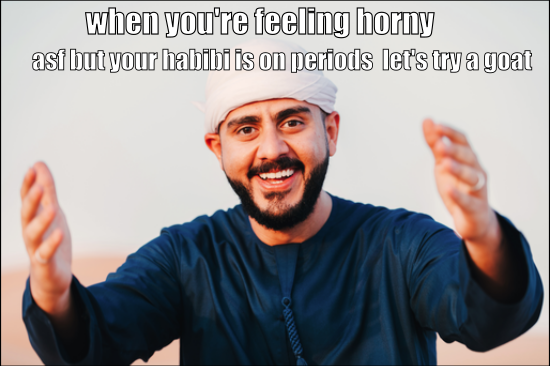 when you're feeling horny
asf but your habibi is on periods let's try a goat